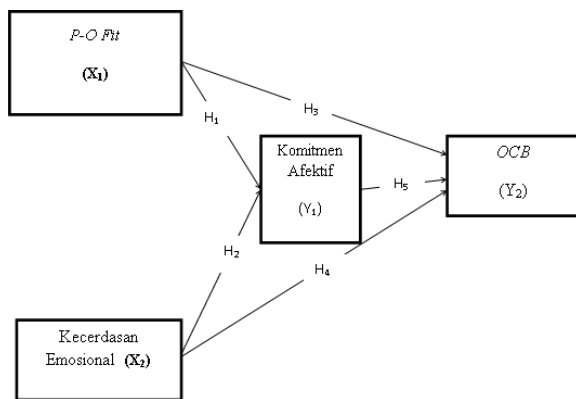 P-O Fit
(X₁)
H₁
H₃
Komitmen
Afektif
(Y₁)
OCB
(Y₂)
H₅
H₂
H₄
Kecerdasan
Emosional (X₂)